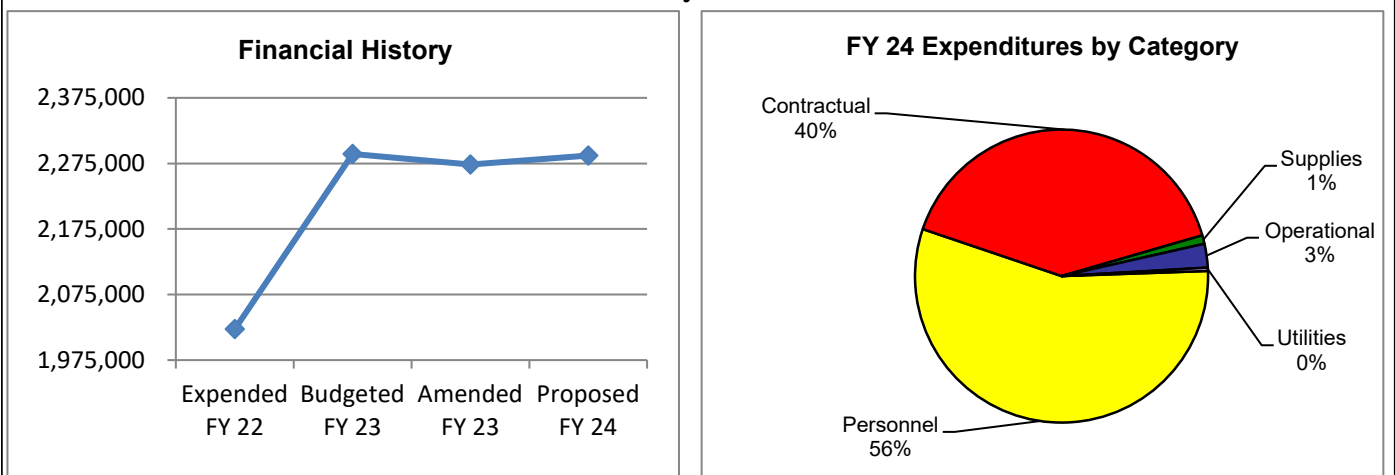 Financial History
2,375,000
2,275,000
2,175,000
2,075,000
1,975,000
Expended Budgeted Amended Proposed
FY 22 FY 23 FY 23 FY 24
FY 24 Expenditures by Category
Contractual
40%
Supplies
1%
Operational
3%
Utilities
0%
Personnel
56%